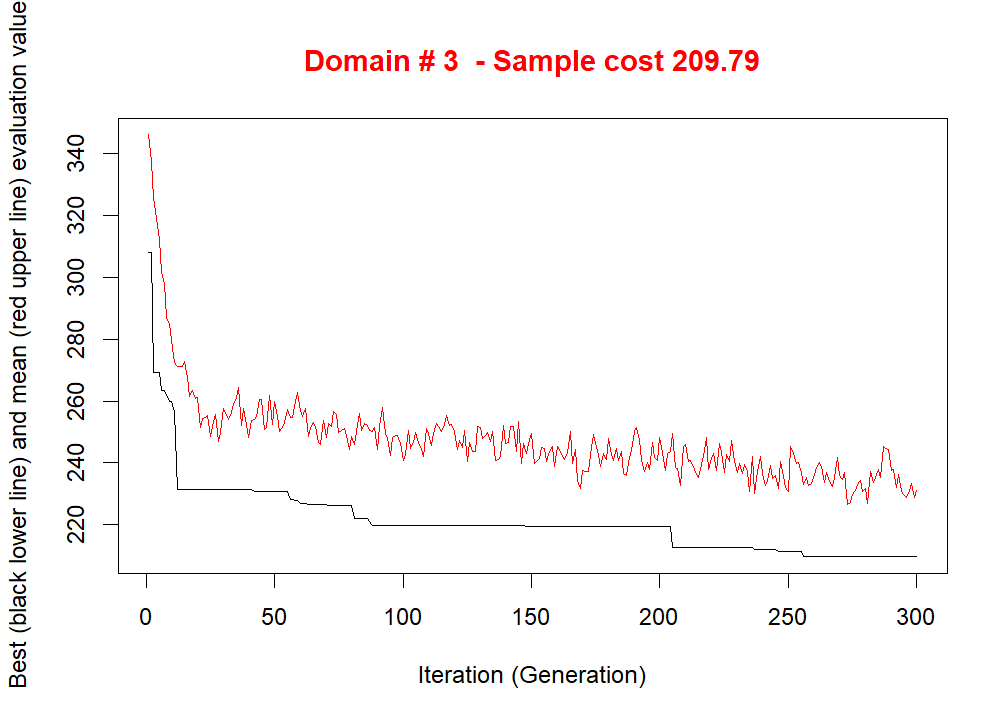 Domain # 3  - Sample cost 209.79
Best (black lower line) and mean (red upper line) evaluation value
340
320
300
280
260
240
220
0 50 100 150 200 250 300
Iteration (Generation)